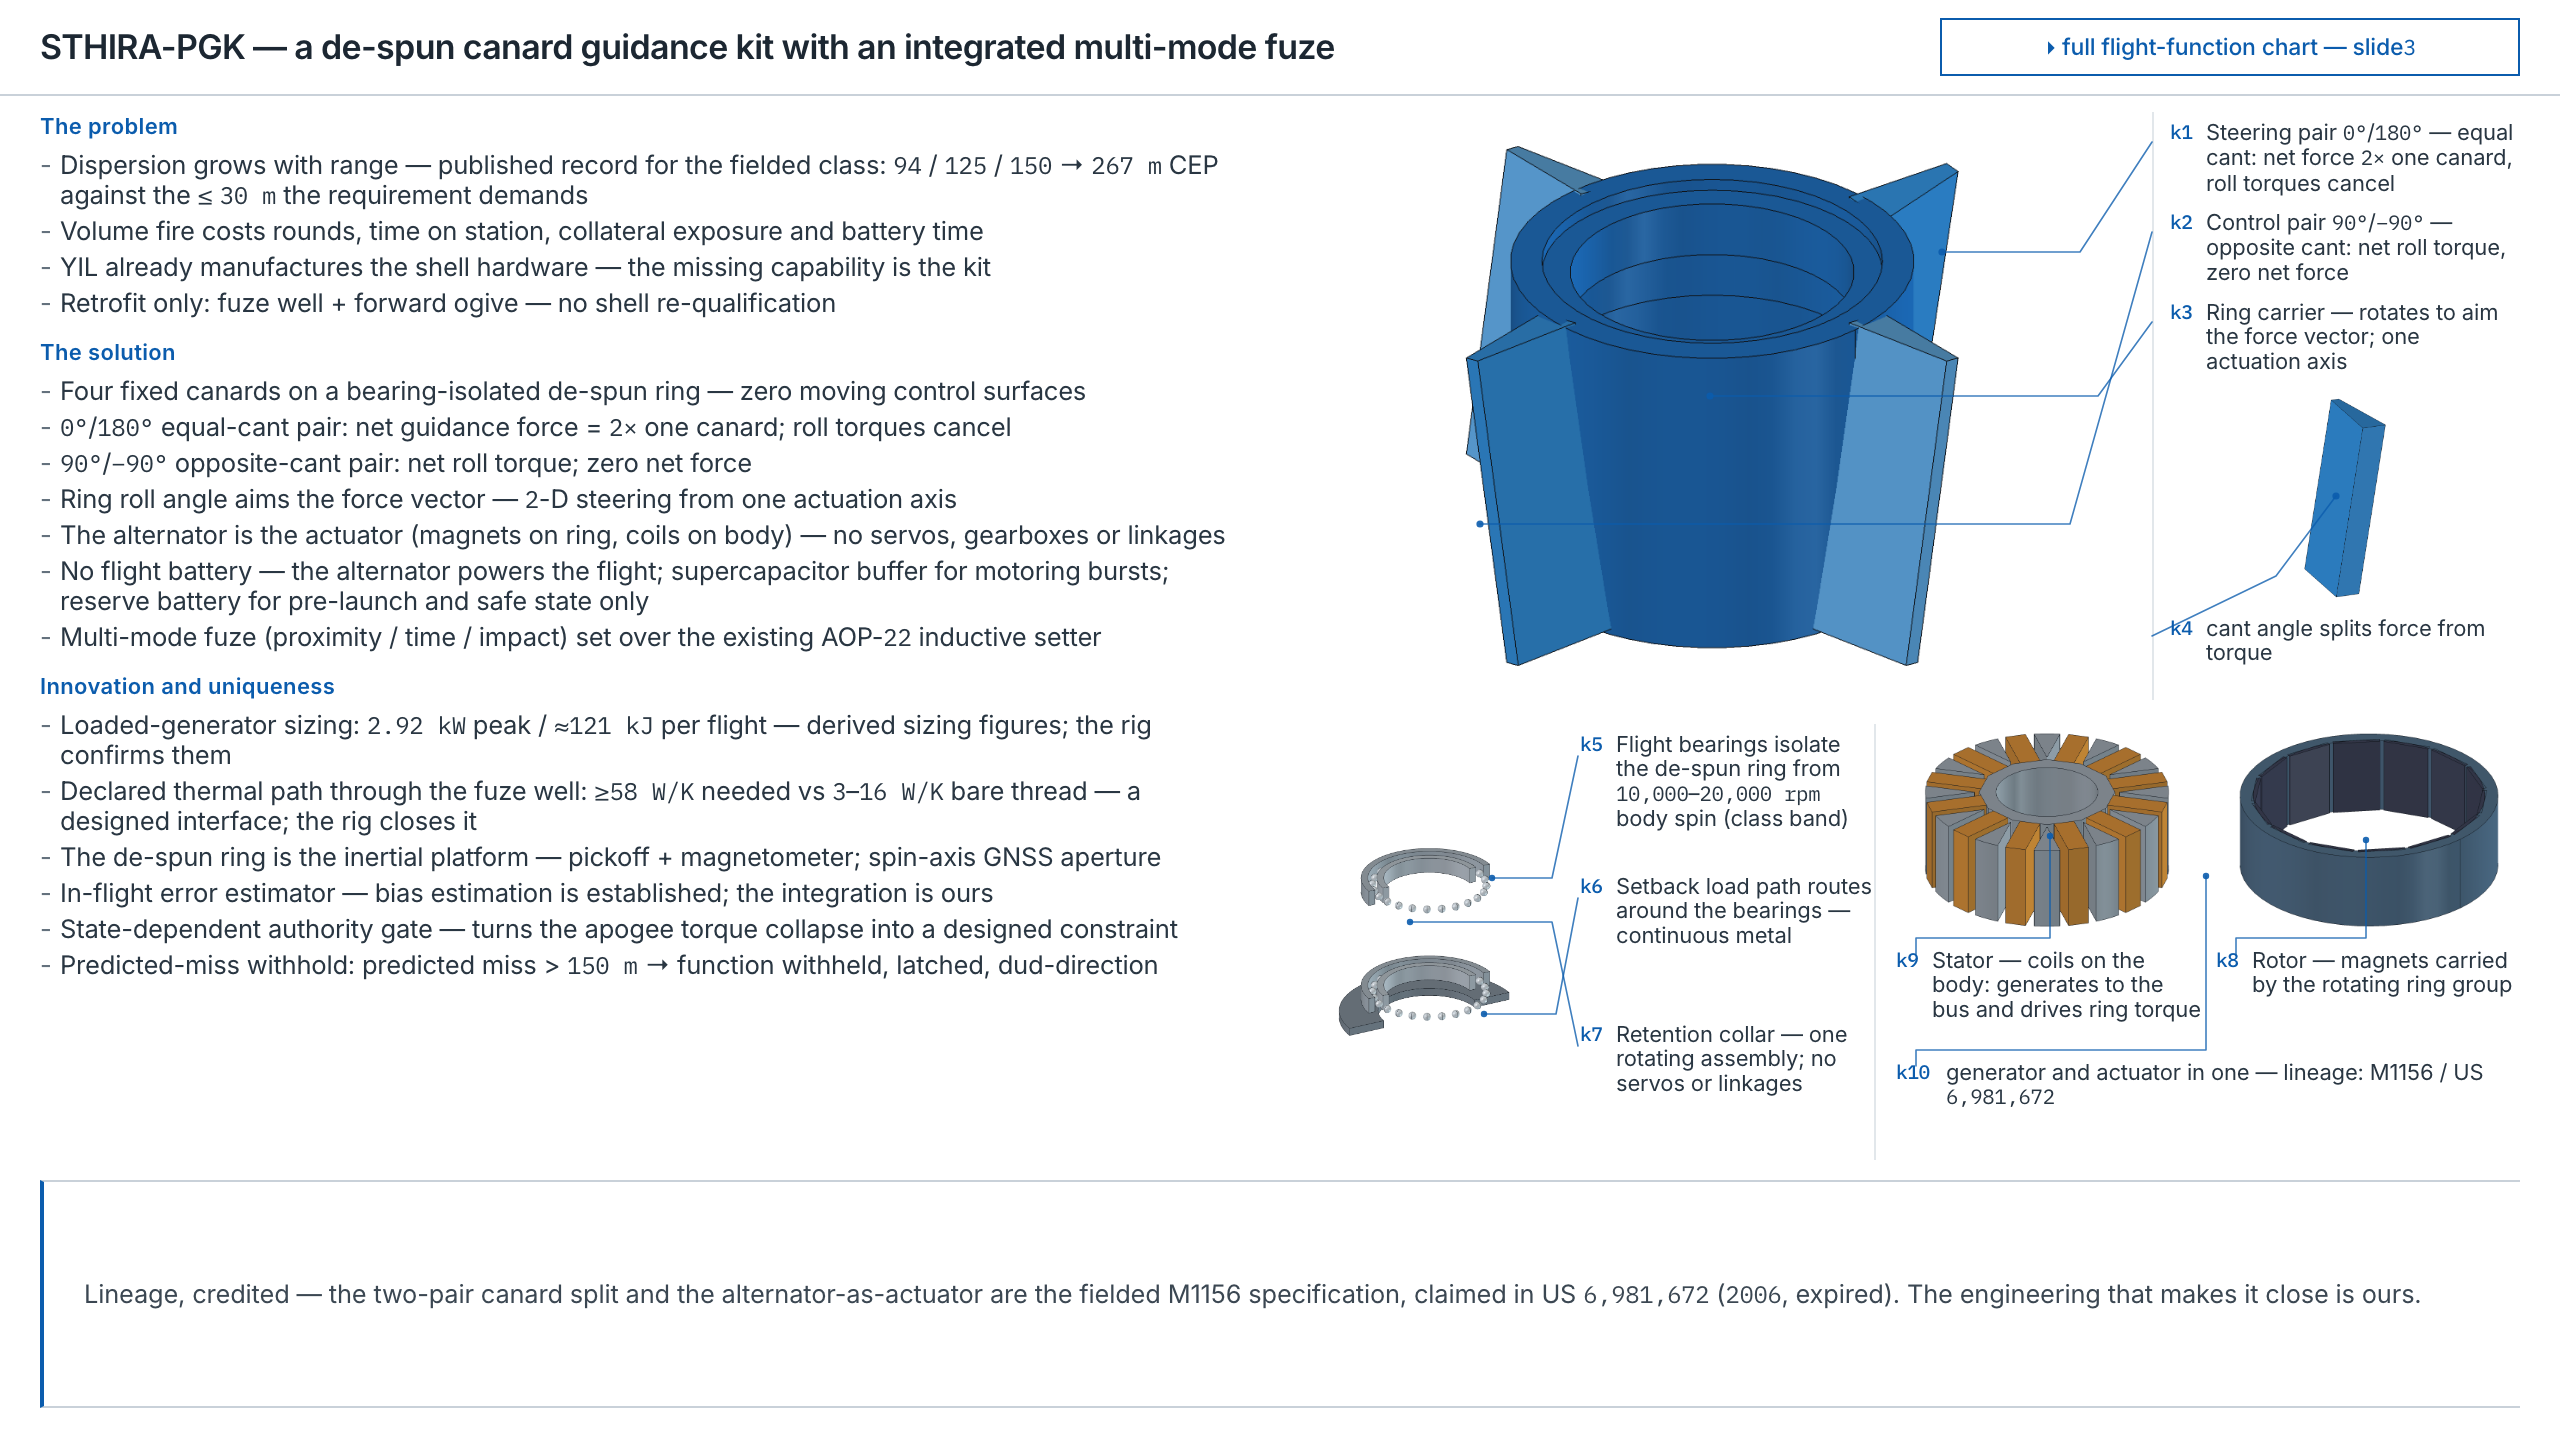 STHIRA-PGK — a de-spun canard guidance kit with an integrated multi-mode fuze
full flight-function chart — slide3
The problem
- Dispersion grows with range — published record for the fielded class: 94 / 125 / 150 → 267 m CEP
against the ≤ 30 m the requirement demands
- Volume fire costs rounds, time on station, collateral exposure and battery time
- YIL already manufactures the shell hardware — the missing capability is the kit
- Retrofit only: fuze well + forward ogive — no shell re-qualification
The solution
- Four fixed canards on a bearing-isolated de-spun ring — zero moving control surfaces
- 0°/180° equal-cant pair: net guidance force = 2× one canard; roll torques cancel
- 90°/−90° opposite-cant pair: net roll torque; zero net force
- Ring roll angle aims the force vector — 2-D steering from one actuation axis
- The alternator is the actuator (magnets on ring, coils on body) — no servos, gearboxes or linkages
- No flight battery — the alternator powers the flight; supercapacitor buffer for motoring bursts;
reserve battery for pre-launch and safe state only
- Multi-mode fuze (proximity / time / impact) set over the existing AOP-22 inductive setter
Innovation and uniqueness
- Loaded-generator sizing: 2.92 kW peak / ≈121 kJ per flight — derived sizing figures; the rig
confirms them
- Declared thermal path through the fuze well: ≥58 W/K needed vs 3–16 W/K bare thread — a
designed interface; the rig closes it
- The de-spun ring is the inertial platform — pickoff + magnetometer; spin-axis GNSS aperture
- In-flight error estimator — bias estimation is established; the integration is ours
- State-dependent authority gate — turns the apogee torque collapse into a designed constraint
- Predicted-miss withhold: predicted miss > 150 m → function withheld, latched, dud-direction
k1 Steering pair 0°/180° — equal
cant: net force 2× one canard,
roll torques cancel
k2 Control pair 90°/−90° —
opposite cant: net roll torque,
zero net force
k3 Ring carrier — rotates to aim
the force vector; one
actuation axis
k4 cant angle splits force from
torque
k5 Flight bearings isolate
the de-spun ring from
10,000–20,000 rpm
body spin (class band)
k6 Setback load path routes
around the bearings —
continuous metal
k7 Retention collar — one
rotating assembly; no
servos or linkages
k9 Stator — coils on the
body: generates to the
bus and drives ring torque
k8 Rotor — magnets carried
by the rotating ring group
k10 generator and actuator in one — lineage: M1156 / US
6,981,672
Lineage, credited — the two-pair canard split and the alternator-as-actuator are the fielded M1156 specification, claimed in US 6,981,672 (2006, expired). The engineering that makes it close is ours.